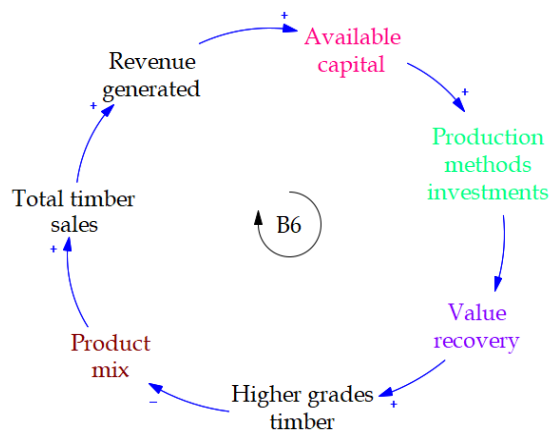 Available
capital
Revenue
generated
+
+
+
Production
methods
investments
Total timber
sales
B6
+
Value
recovery
Product
mix
Higher grades
timber
+
−